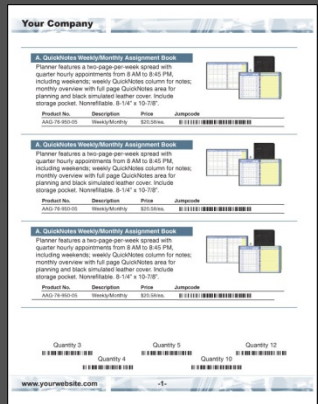 Your Company
A. QuickNotes Weekly/Monthly Assignment Book
Planner features a two-page-per-week spread with
quarter hourly appointments from 8 AM to 8:45 PM,
including weekends; weekly QuickNotes column for notes;
monthly overview with full page QuickNotes area for
planning and black simulated leather cover. Include
storage pocket. Nonrefillable. 8-1/4" x 10-7/8".
Product No. Description Price Jumpcode
AAG-76-950-05 Weekly/Monthly $20.56/ea.
A. QuickNotes Weekly/Monthly Assignment Book
Planner features a two-page-per-week spread with
quarter hourly appointments from 8 AM to 8:45 PM,
including weekends; weekly QuickNotes column for notes;
monthly overview with full page QuickNotes area for
planning and black simulated leather cover. Include
storage pocket. Nonrefillable. 8-1/4" x 10-7/8".
Product No. Description Price Jumpcode
AAG-76-950-05 Weekly/Monthly $20.56/ea.
A. QuickNotes Weekly/Monthly Assignment Book
Planner features a two-page-per-week spread with
quarter hourly appointments from 8 AM to 8:45 PM,
including weekends; weekly QuickNotes column for notes;
monthly overview with full page QuickNotes area for
planning and black simulated leather cover. Include
storage pocket. Nonrefillable. 8-1/4" x 10-7/8".
Product No. Description Price Jumpcode
AAG-76-950-05 Weekly/Monthly $20.56/ea.
Quantity 3 Quantity 5 Quantity 12
Quantity 4 Quantity 10
www.yourwebsite.com -1-